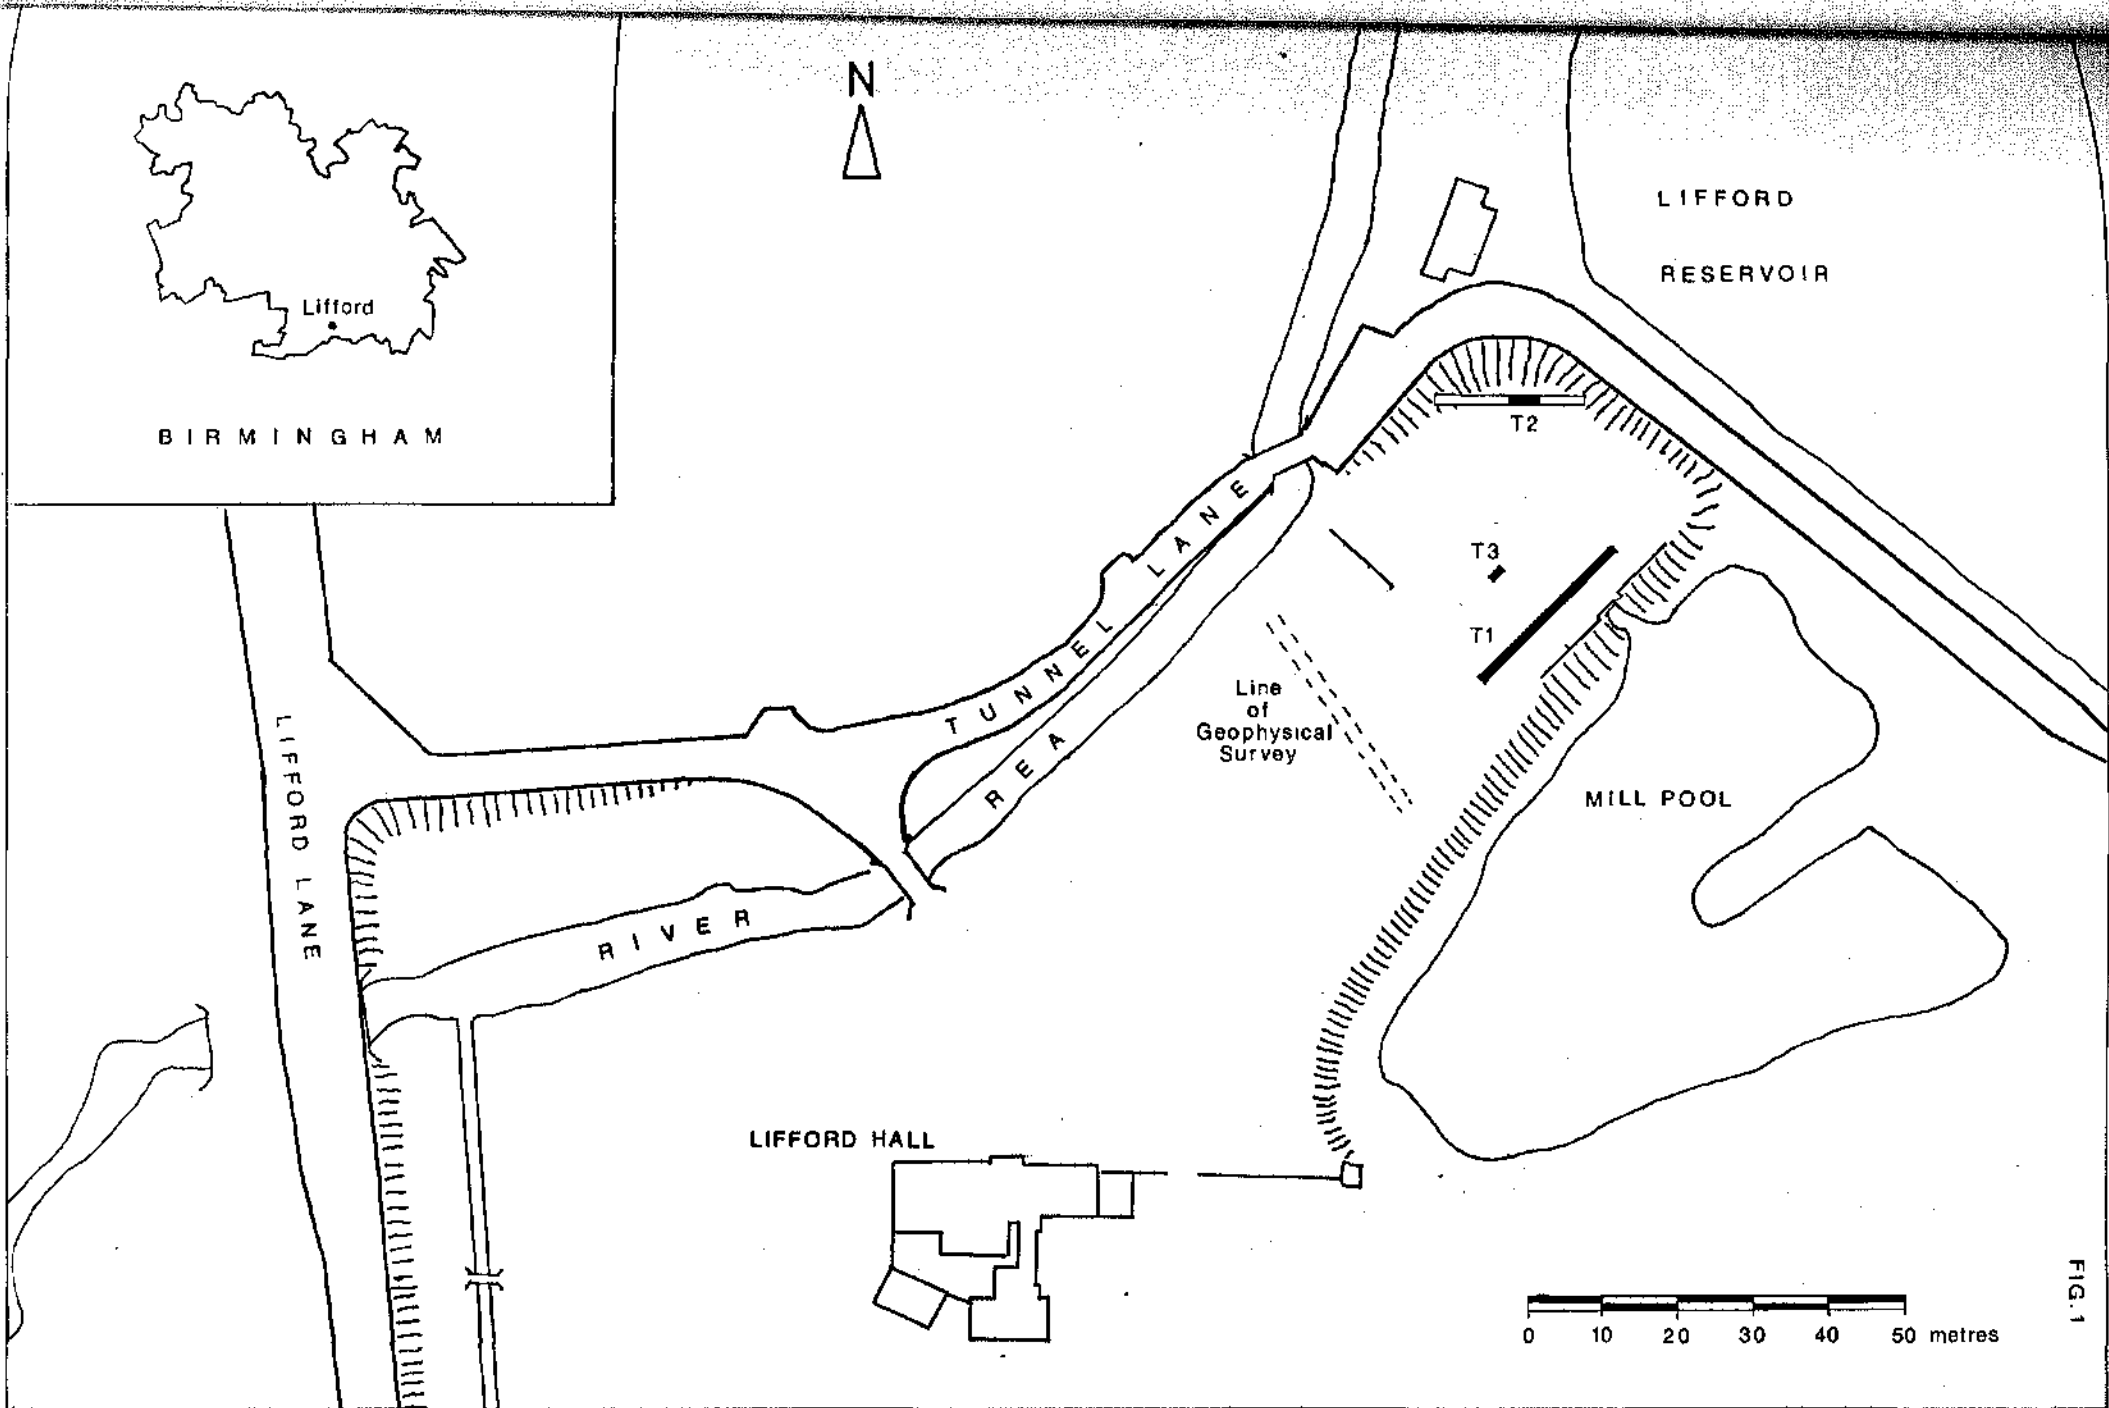 N
Lifford
BIRMINGHAM
LIFFORD
RESERVOIR
T2
T3
T1
TUNNEL LANE
Line
of
Geophysical
Survey
LIFFORD LANE
RIVER REA
MILL POOL
LIFFORD HALL
0 10 20 30 40 50 metres
FIG.1